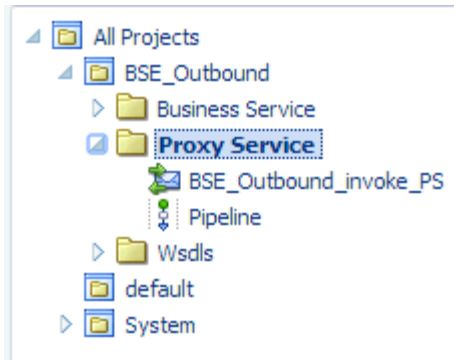 All Projects
BSE_Outbound
Business Service
Proxy Service
BSE_Outbound_invoke_PS
Pipeline
Wsdls
default
System